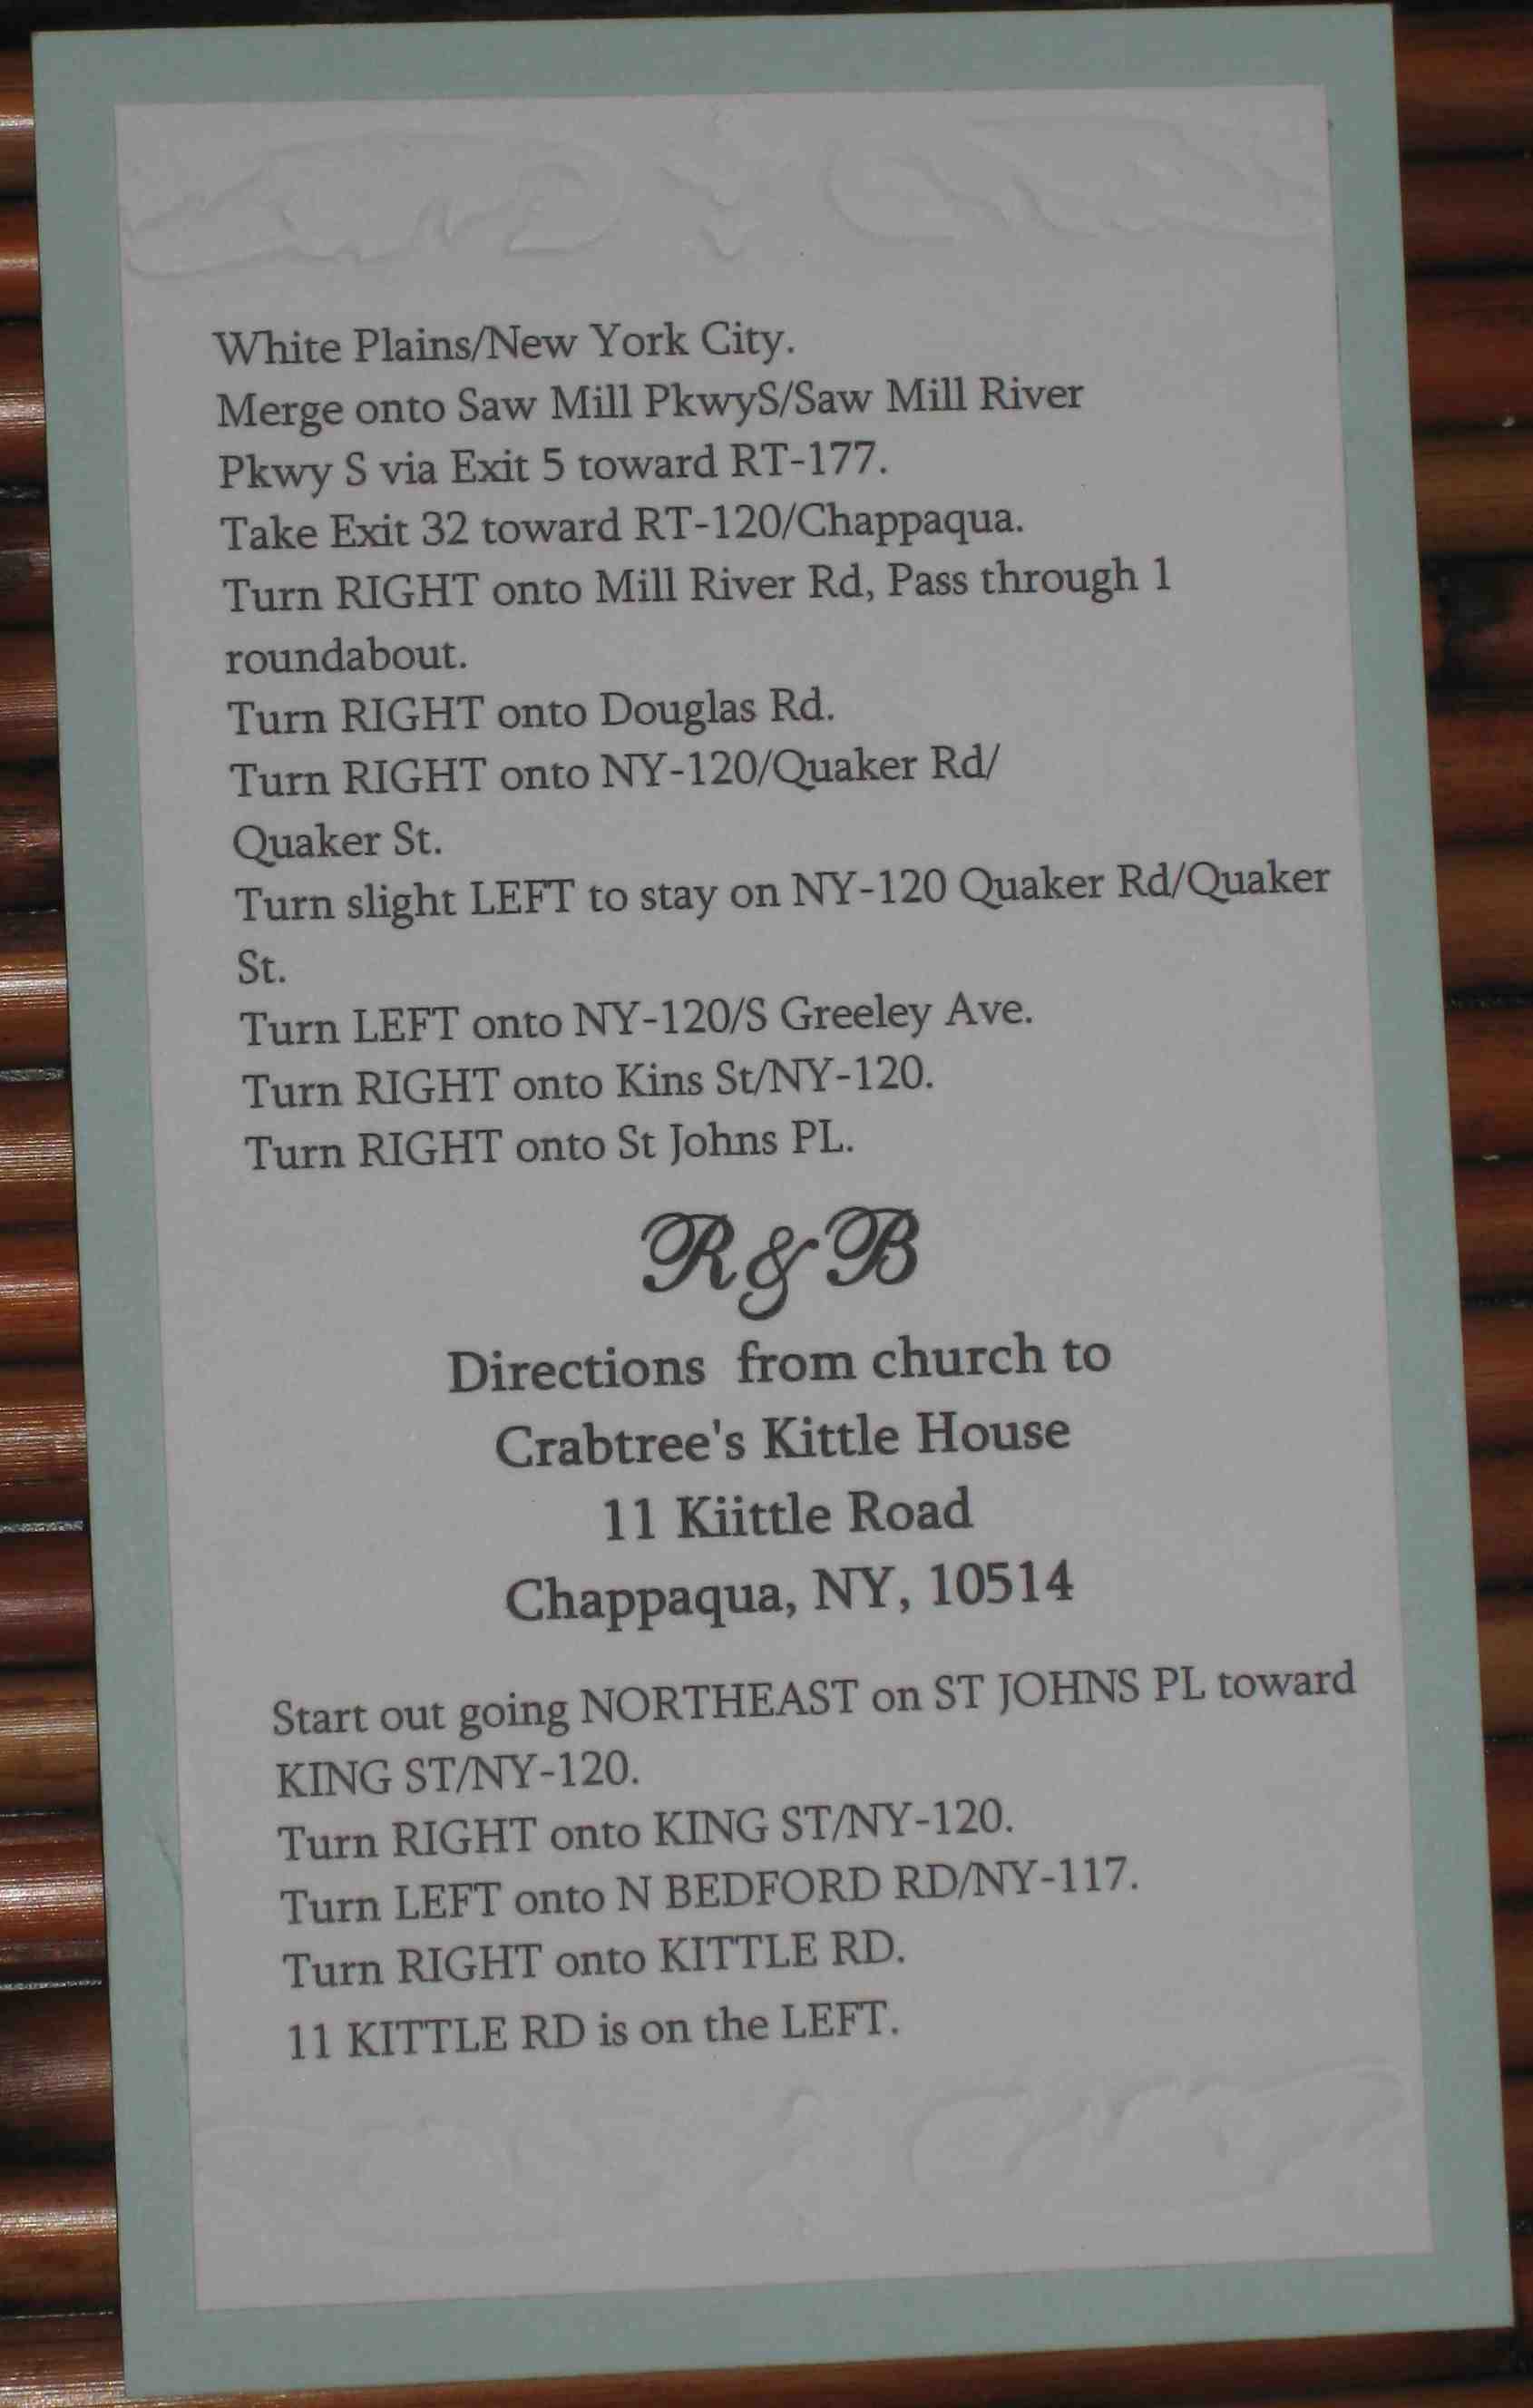 White Plains/New York City.
Merge onto Saw Mill PkwyS/Saw Mill River
Pkwy S via Exit 5 toward RT-177.
Take Exit 32 toward RT-120/Chappaqua.
Turn RIGHT onto Mill River Rd, Pass through 1
roundabout.
Turn RIGHT onto Douglas Rd.
Turn RIGHT onto NY-120/Quaker Rd/
Quaker St.
Turn slight LEFT to stay on NY-120 Quaker Rd/Quaker
St.
Turn LEFT onto NY-120/S Greeley Ave.
Turn RIGHT onto Kins St/NY-120.
Turn RIGHT onto St Johns PL.
R&B
Directions from church to
Crabtree's Kittle House
11 Kiittle Road
Chappaqua, NY, 10514
Start out going NORTHEAST on ST JOHNS PL toward
KING ST/NY-120.
Turn RIGHT onto KING ST/NY-120.
Turn LEFT onto N BEDFORD RD/NY-117.
Turn RIGHT onto KITTLE RD.
11 KITTLE RD is on the LEFT.